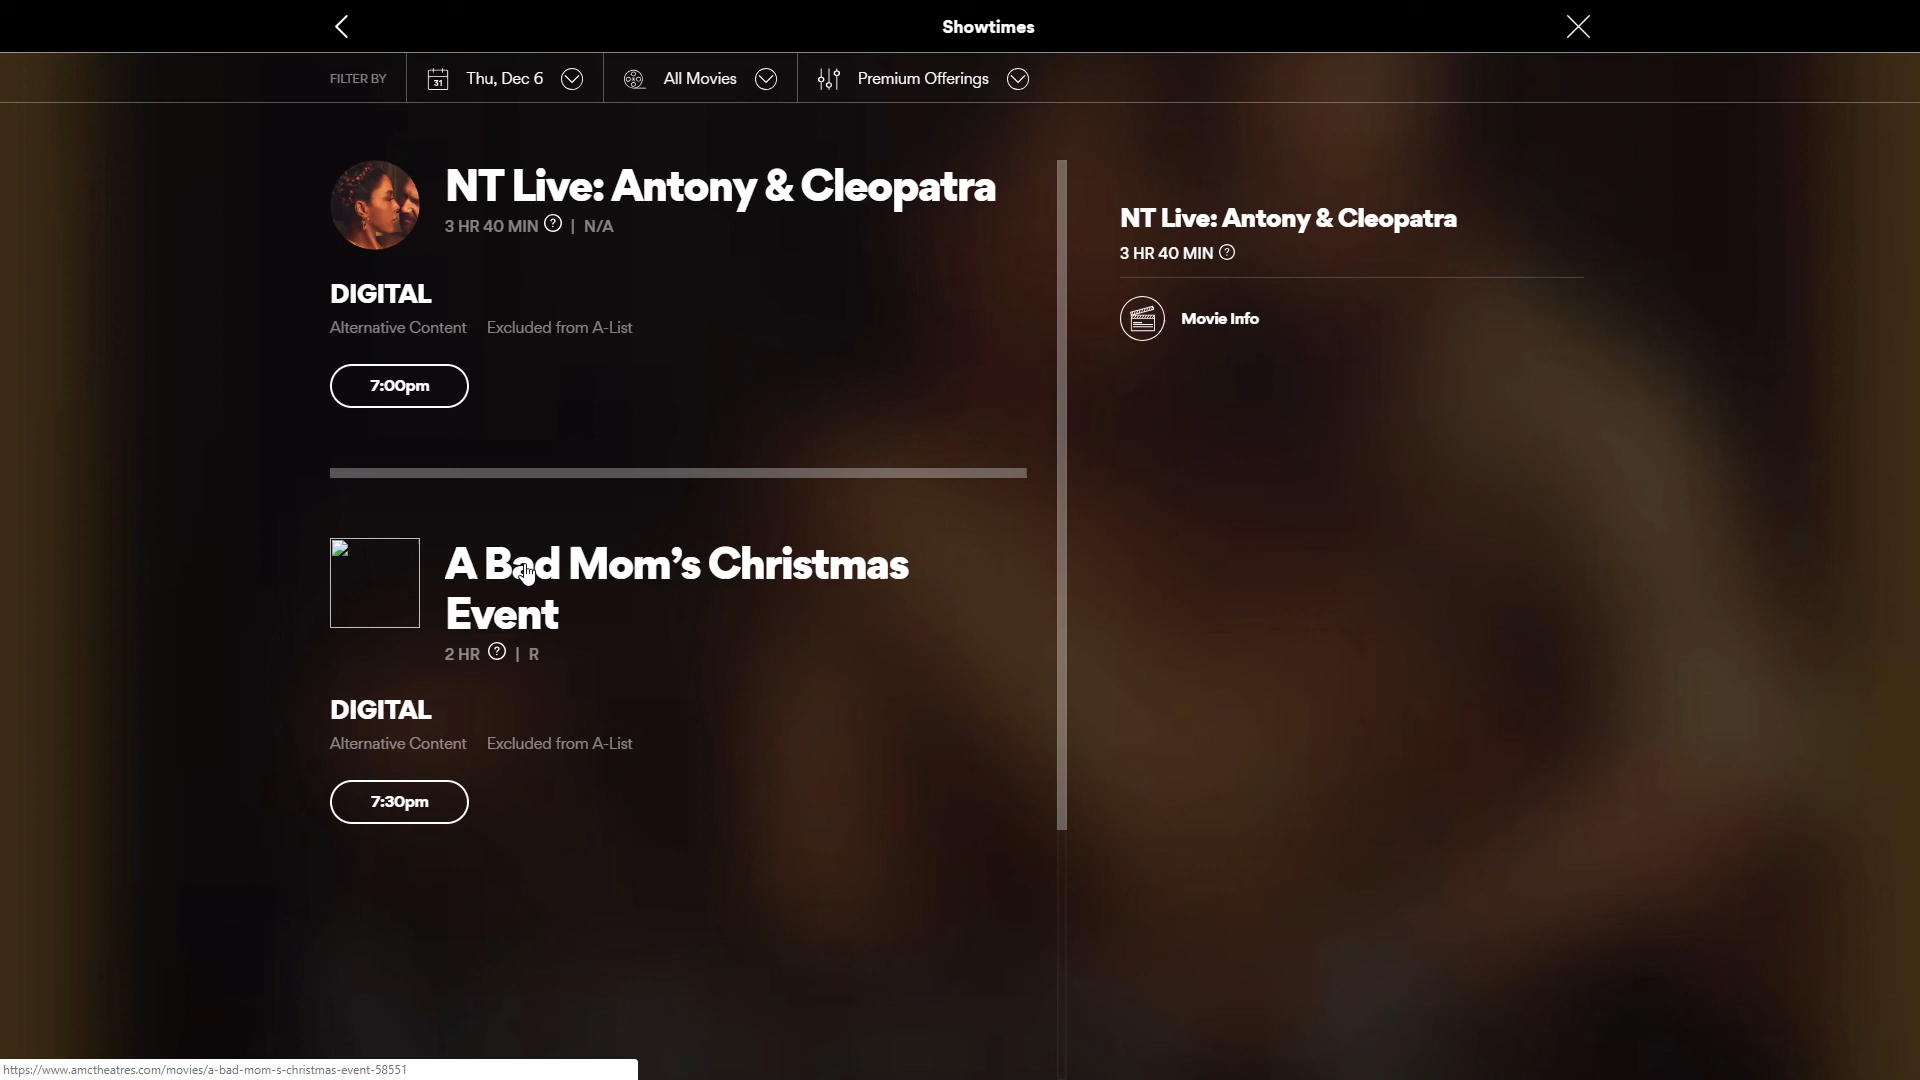 Showtimes
FILTER BY
31
Thu, Dec 6
All Movies
Premium Offerings
NT Live: Antony & Cleopatra
3 HR 40 MIN ? | N/A
DIGITAL
Alternative Content Excluded from A-List
7:00pm
A Bad Mom’s Christmas
Event
2 HR ? | R
DIGITAL
Alternative Content Excluded from A-List
7:30pm
NT Live: Antony & Cleopatra
3 HR 40 MIN ?
Movie Info
https://www.amctheatres.com/movies/a-bad-mom-s-christmas-event-58551